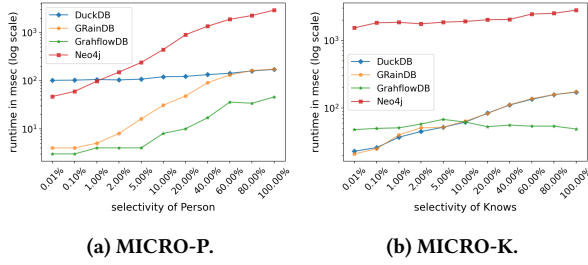 runtime in msec (log scale)
10³
10²
10¹
DuckDB
GRainDB
GrahflowDB
Neo4j
0.01%
0.10%
1.00%
2.00%
5.00%
10.00%
20.00%
40.00%
60.00%
80.00%
100.00%
selectivity of Person
(a) MICRO-P.
runtime in msec (log scale)
10³
10²
DuckDB
GRainDB
GrahflowDB
Neo4j
0.01%
0.10%
1.00%
2.00%
5.00%
10.00%
20.00%
40.00%
60.00%
80.00%
100.00%
selectivity of Knows
(b) MICRO-K.